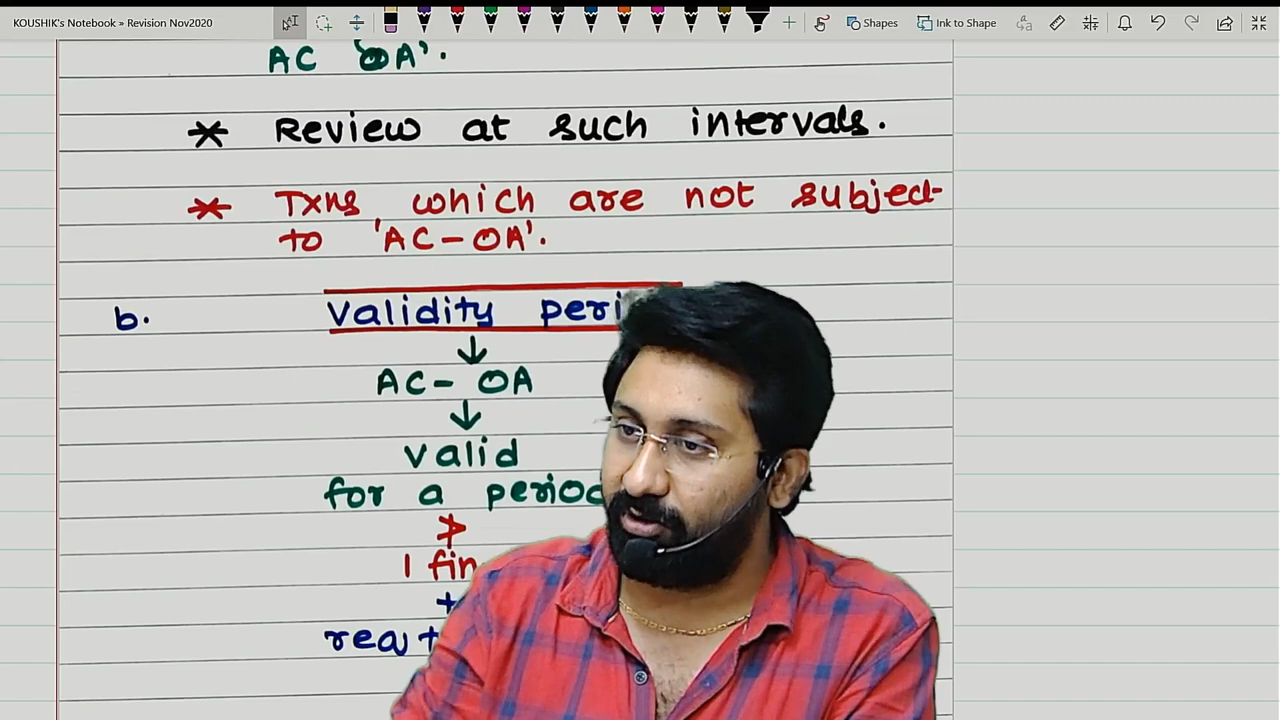 KOUSHIK's Notebook » Revision Nov2020
Shapes
Ink to Shape
AC OA'.
* Review at such intervals.
* Txns, which are not subject
to 'AC-OA'.
b. Validity
↓
AC- OA
↓
valid
for a period
≯
1 fin
+